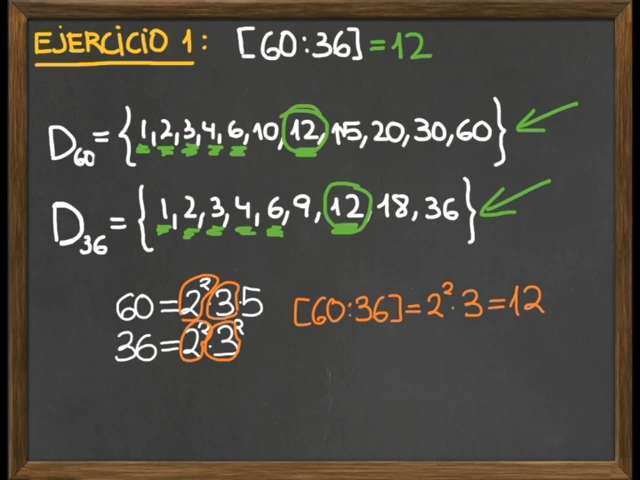 EJERCICIO 1: [60:36] = 12
D₆₀ = {1, 2, 3, 4, 6, 10, 12, 15, 20, 30, 60}
D₃₆ = {1, 2, 3, 4, 6, 9, 12, 18, 36}
60 = 2²·3·5
36 = 2²·3²
[60:36] = 2²·3 = 12